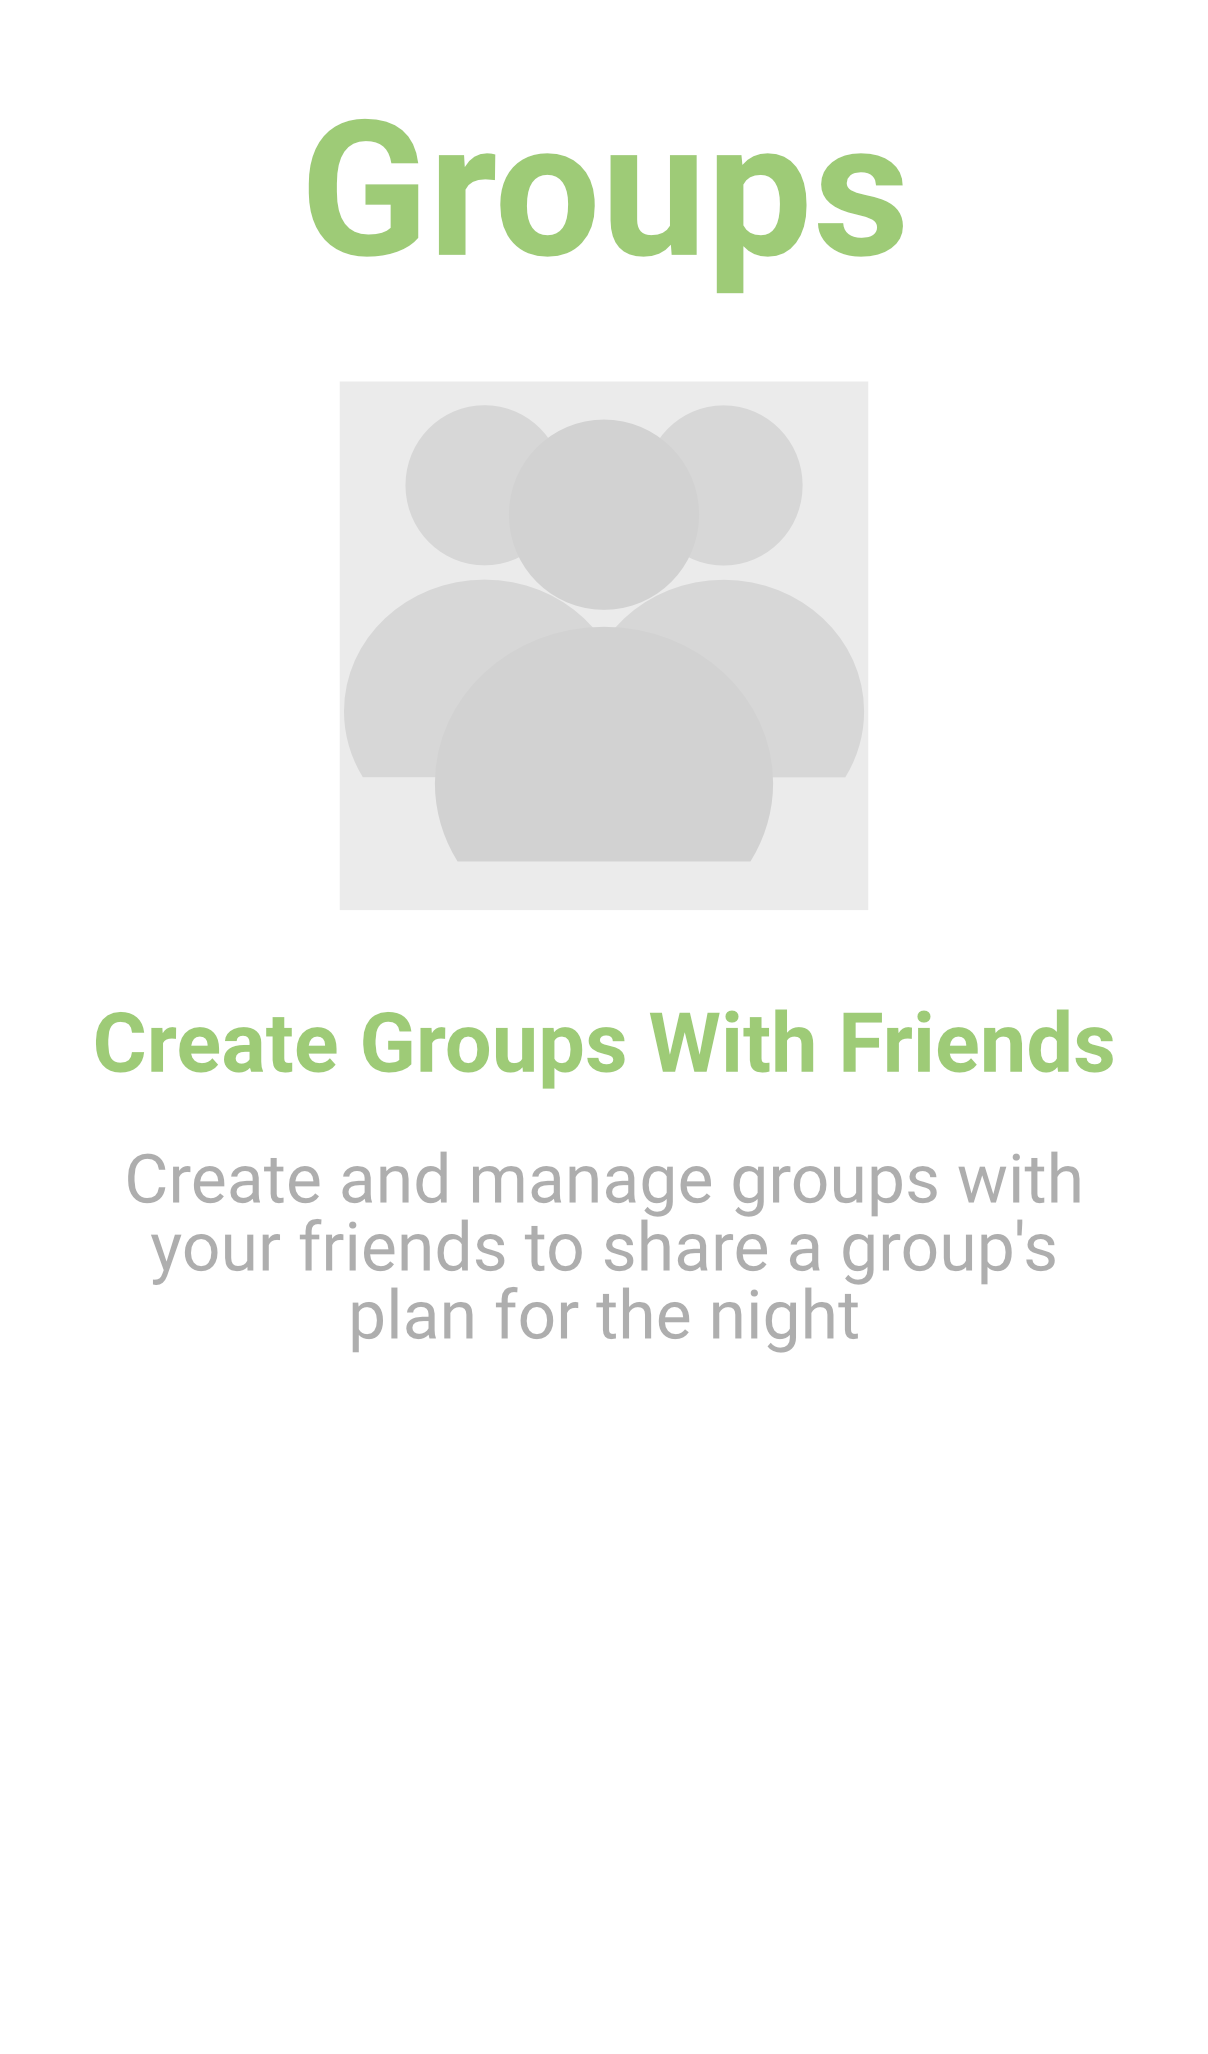 Groups
Create Groups With Friends
Create and manage groups with
your friends to share a group's
plan for the night